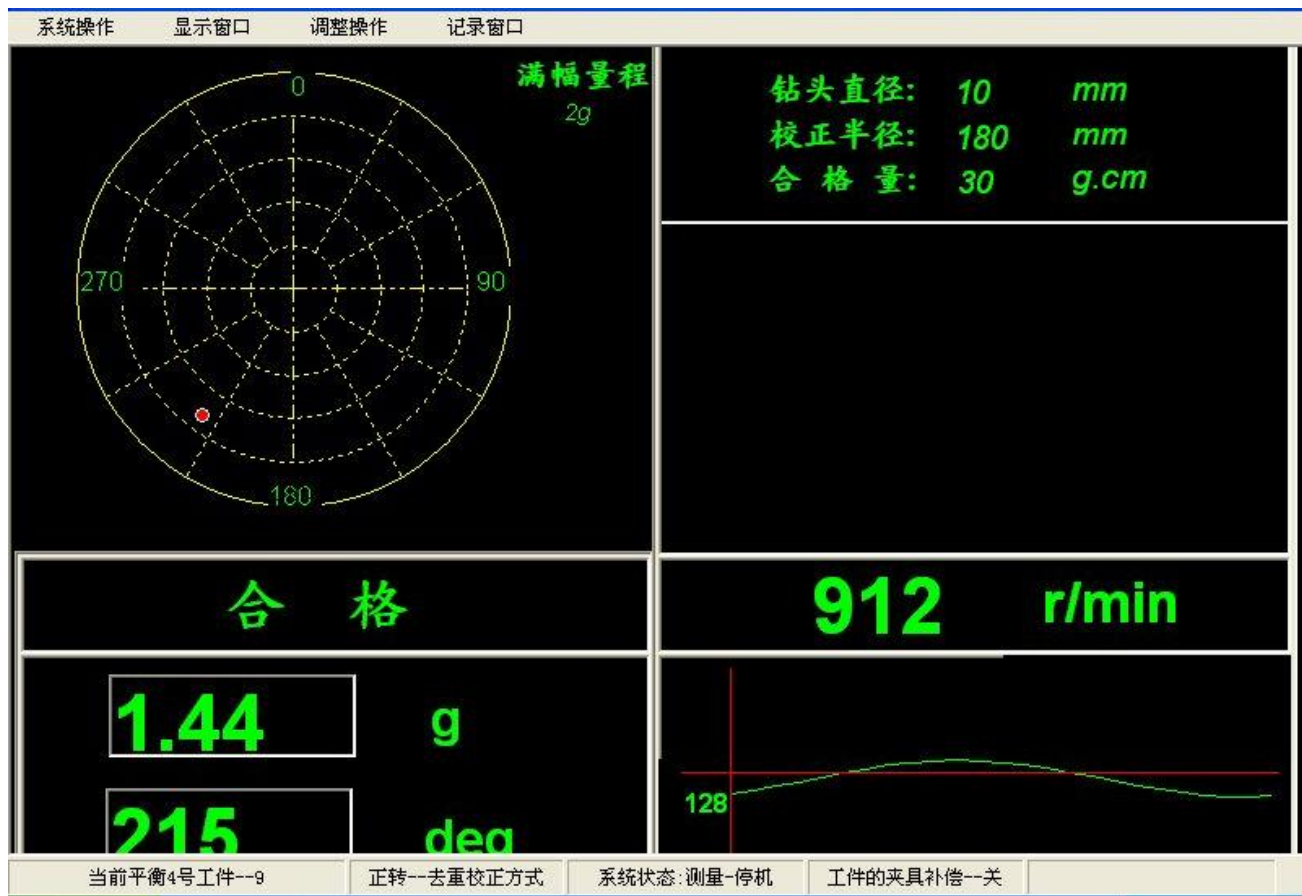 系统操作 显示窗口 调整操作 记录窗口
满幅量程
2g
0
270
90
180
钻头直径: 10 mm
校正半径: 180 mm
合格量: 30 g.cm
合 格
912 r/min
1.44 g
215 deg
128
当前平衡4号工件--9 正转--去重校正方式 系统状态:测量-停机 工件的夹具补偿--关